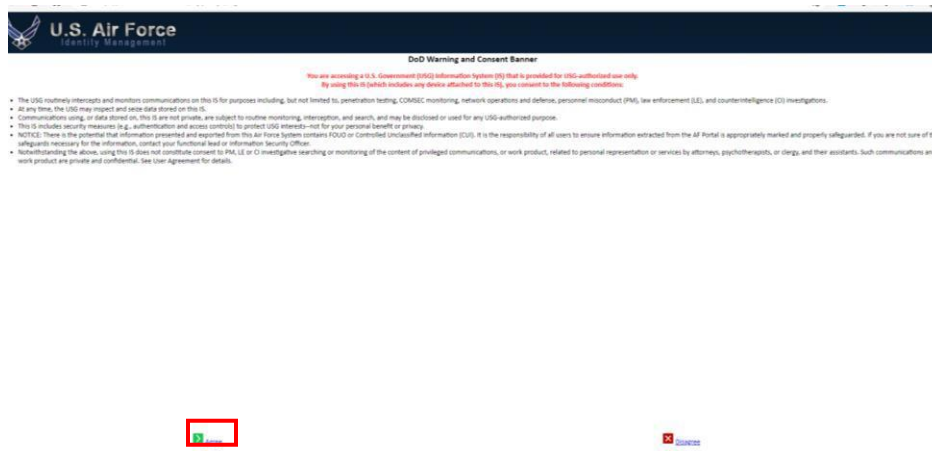 U.S. Air Force
Identity Management
DoD Warning and Consent Banner
You are accessing a U.S. Government (USG) Information System (IS) that is provided for USG-authorized use only.
By using this IS (which includes any device attached to this IS), you consent to the following conditions:
• The USG routinely intercepts and monitors communications on this IS for purposes including, but not limited to, penetration testing, COMSEC monitoring, network operations and defense, personnel misconduct (PM), law enforcement (LE), and counterintelligence (CI) investigations.
• At any time, the USG may inspect and seize data stored on this IS.
• Communications using, or data stored on, this IS are not private, are subject to routine monitoring, interception, and search, and may be disclosed or used for any USG-authorized purpose.
• This IS includes security measures (e.g., authentication and access controls) to protect USG interests--not for your personal benefit or privacy.
• NOTICE: There is the potential that information presented and exported from this Air Force System contains FOUO or Controlled Unclassified Information (CUI). It is the responsibility of all users to ensure information extracted from the AF Portal is appropriately marked and properly safeguarded. If you are not sure of
safeguards necessary for the information, contact your functional lead or Information Security Officer.
• Notwithstanding the above, using this IS does not constitute consent to PM, LE or CI investigative searching or monitoring of the content of privileged communications, or work product, related to personal representation or services by attorneys, psychotherapists, or clergy, and their assistants. Such communications
work product are private and confidential. See User Agreement for details.
Agree
Disagree